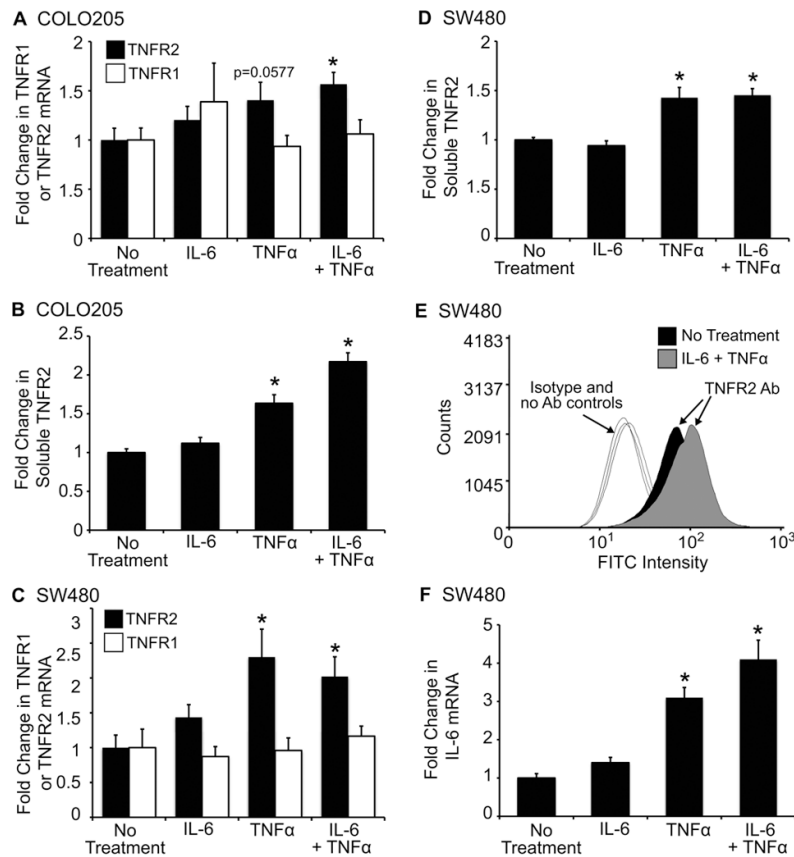 A COLO205
Fold Change in TNFR1
or TNFR2 mRNA
2
1.5
1
1.5
0
TNFR2
TNFR1
p=0.0577
*
No
Treatment
IL-6
TNFα
IL-6
+ TNFα
B COLO205
Fold Change in
Soluble TNFR2
2.5
2
1.5
1
0.5
0
*
*
No
Treatment
IL-6
TNFα
IL-6
+ TNFα
C SW480
Fold Change in TNFR1
or TNFR2 mRNA
3
2.5
2
1.5
1
0.5
0
TNFR2
TNFR1
*
*
No
Treatment
IL-6
TNFα
IL-6
+ TNFα
D SW480
Fold Change in
Soluble TNFR2
2
1.5
1
1.5
0
*
*
No
Treatment
IL-6
TNFα
IL-6
+ TNFα
E SW480
Counts
4183
3137
2091
1045
0
No Treatment
IL-6 + TNFα
Isotype and
no Ab controls
TNFR2 Ab
0
10¹
10²
10³
FITC Intensity
F SW480
Fold Change in
IL-6 mRNA
5
4
3
2
1
0
*
*
No
Treatment
IL-6
TNFα
IL-6
+ TNFα